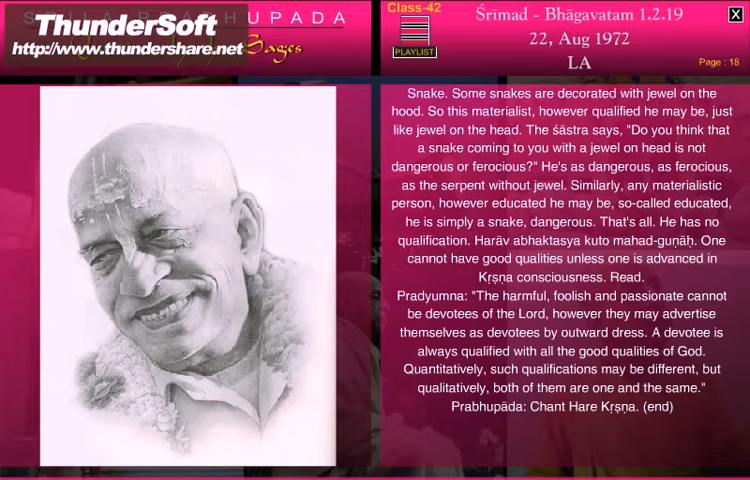 SRILA PRABHUPADA
ThunderSoft
http://www.thundershare.net
Sages
Class-42
PLAYLIST
Śrīmad - Bhāgavatam 1.2.19
22, Aug 1972
LA
X
Page : 18
Snake. Some snakes are decorated with jewel on the
hood. So this materialist, however qualified he may be, just
like jewel on the head. The śāstra says, "Do you think that
a snake coming to you with a jewel on head is not
dangerous or ferocious?" He's as dangerous, as ferocious,
as the serpent without jewel. Similarly, any materialistic
person, however educated he may be, so-called educated,
he is simply a snake, dangerous. That's all. He has no
qualification. Harāv abhaktasya kuto mahad-guṇāḥ. One
cannot have good qualities unless one is advanced in
Kṛṣṇa consciousness. Read.
Pradyumna: "The harmful, foolish and passionate cannot
be devotees of the Lord, however they may advertise
themselves as devotees by outward dress. A devotee is
always qualified with all the good qualities of God.
Quantitatively, such qualifications may be different, but
qualitatively, both of them are one and the same."
Prabhupāda: Chant Hare Kṛṣṇa. (end)